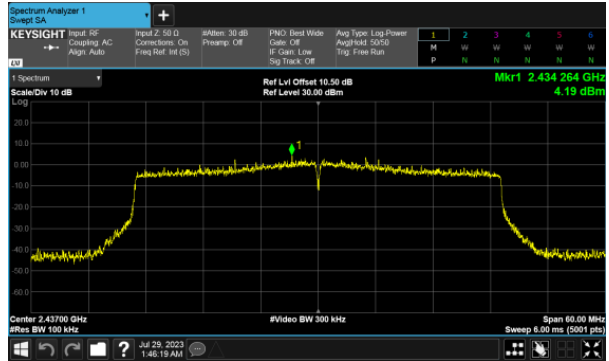 Spectrum Analyzer 1
Swept SA
+
KEYSIGHT Input: RF Input Z: 50 Ω #Atten: 30 dB PNO: Best Wide Avg Type: Log-Power 1 2 3 4 5 6
Coupling: AC Corrections: On Preamp: Off Gate: Off Avg|Hold: 50/50 M W W W W W
Align: Auto Freq Ref: Int (S) IF Gain: Low Trig: Free Run
Sig Track: Off P N N N N N
1 Spectrum Ref Lvl Offset 10.50 dB Mkr1 2.434 264 GHz
Scale/Div 10 dB Ref Level 30.00 dBm 4.19 dBm
Log
20.0
10.0
1
0.00
-10.0
-20.0
-30.0
-40.0
-50.0
-60.0
Center 2.43700 GHz #Video BW 300 kHz Span 60.00 MHz
#Res BW 100 kHz Sweep 6.00 ms (5001 pts)
? Jul 29, 2023
1:46:19 AM